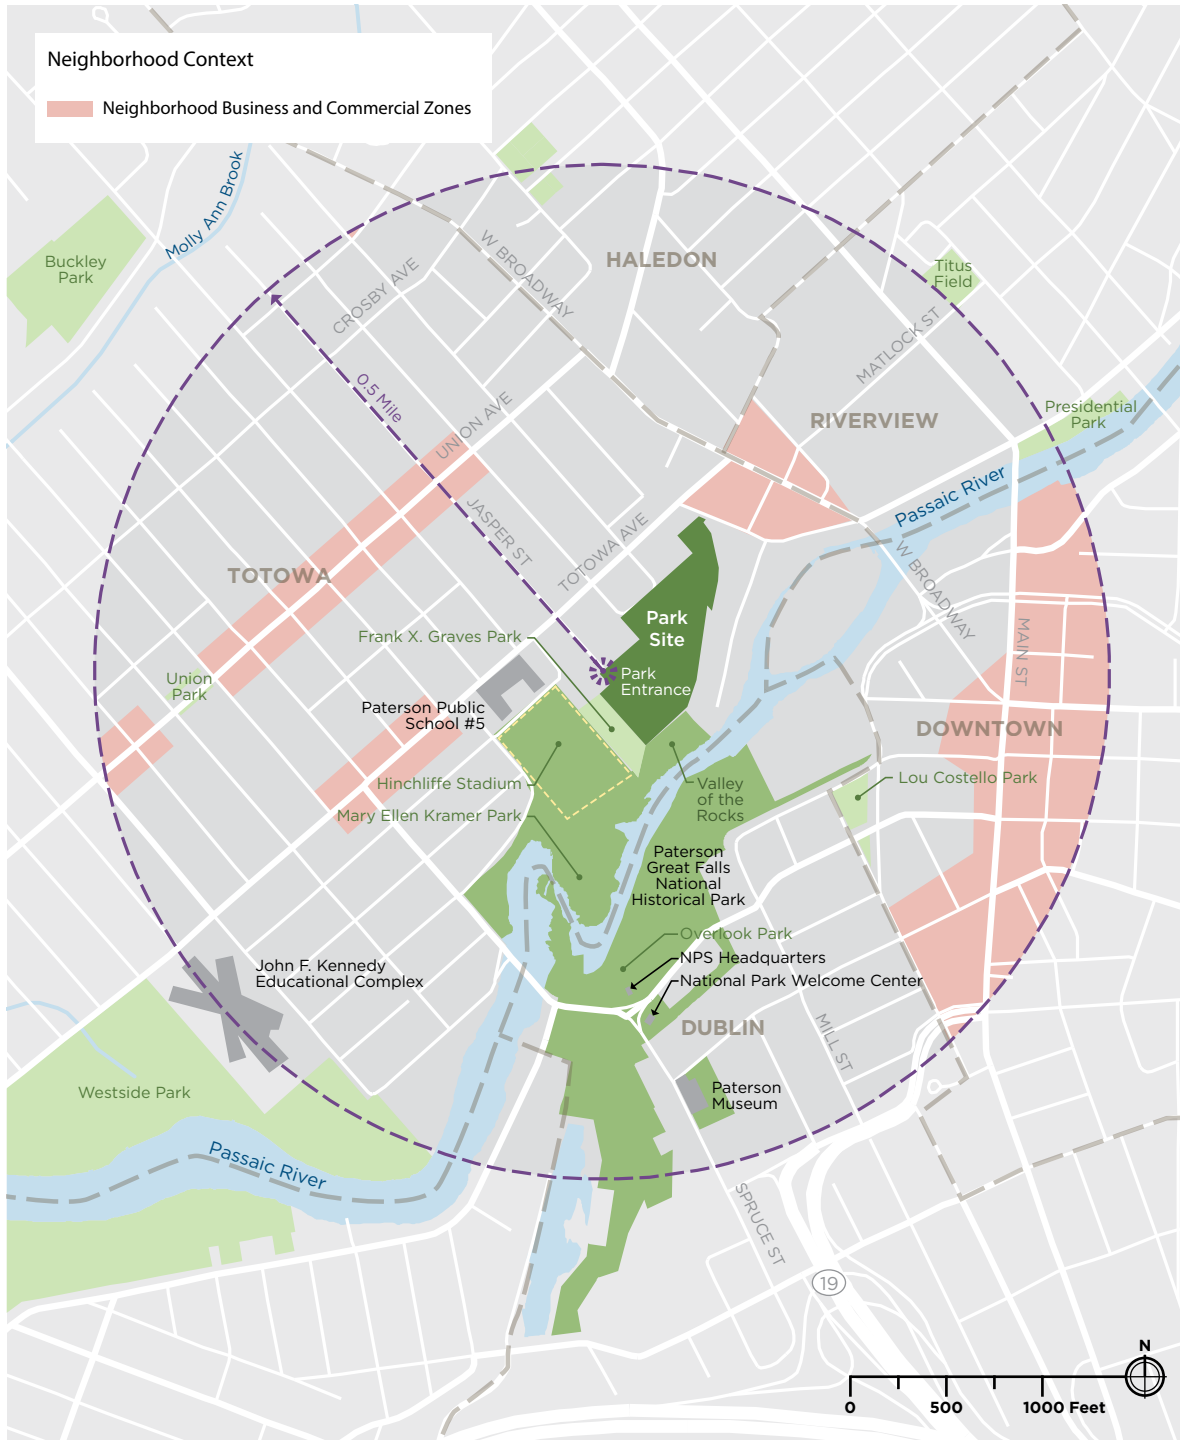 Neighborhood Context
Neighborhood Business and Commercial Zones
Molly Ann Brook
Buckley
Park
CROSBY AVE
W BROADWAY
HALEDON
Titus
Field
MATLOCK ST
0.5 Mile
UNION AVE
RIVERVIEW
Presidential
Park
Passaic River
JASPER ST
TOTOWA AVE
W BROADWAY
TOTOWA
Park
Site
Frank X. Graves Park
MAIN ST
Park
Entrance
Union
Park
Paterson Public
School #5
DOWNTOWN
Hinchliffe Stadium
Valley
of the
Rocks
Lou Costello Park
Mary Ellen Kramer Park
Paterson
Great Falls
National
Historical Park
Overlook Park
NPS Headquarters
National Park Welcome Center
John F. Kennedy
Educational Complex
DUBLIN
MILL ST
Westside Park
Paterson
Museum
Passaic River
SPRUCE ST
19
N
0
500
1000 Feet